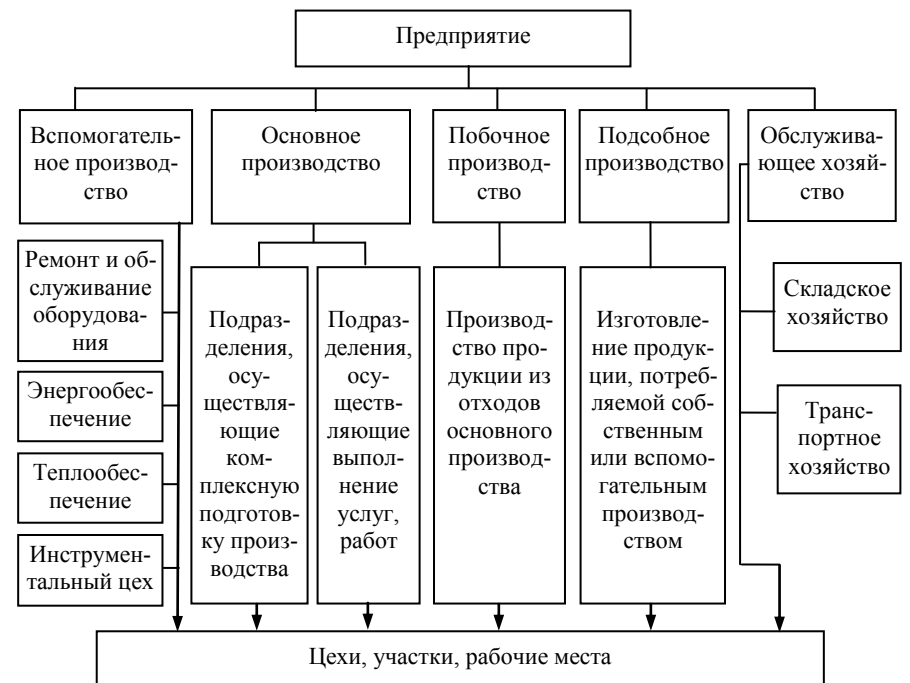 Предприятие
Вспомогатель-
ное производ-
ство
Основное
производство
Побочное
производ-
ство
Подсобное
производство
Обслужива-
ющее хозяй-
ство
Ремонт и об-
служивание
оборудова-
ния
Энергообес-
печение
Теплообес-
печение
Инструмен-
тальный цех
Подраз-
деления,
осу-
ществля-
ющие
ком-
плексную
подготов-
ку произ-
водства
Подраз-
деления,
осу-
ществ-
ляющие
выпол-
нение
услуг,
работ
Производ-
ство про-
дукции из
отходов
основного
производ-
ства
Изготовле-
ние продук-
ции, потреб-
ляемой соб-
ственным
или вспомо-
гательным
производ-
ством
Складское
хозяйство
Транс-
портное
хозяйство
Цехи, участки, рабочие места